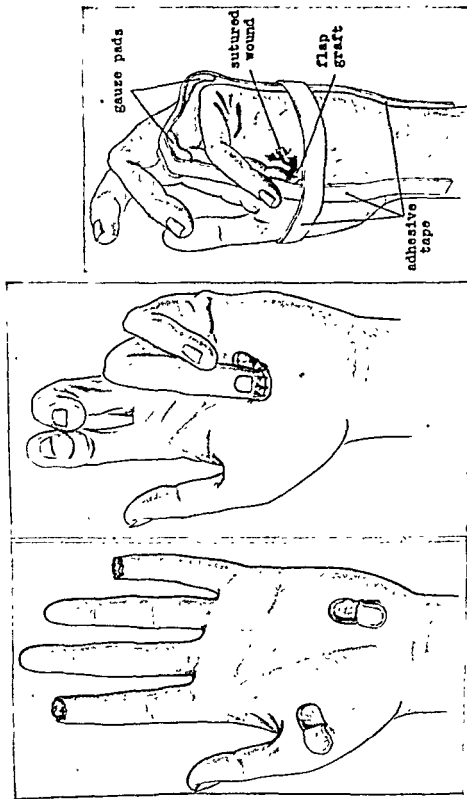 gauze pads
sutured
wound
flap
graft
adhesive
tape